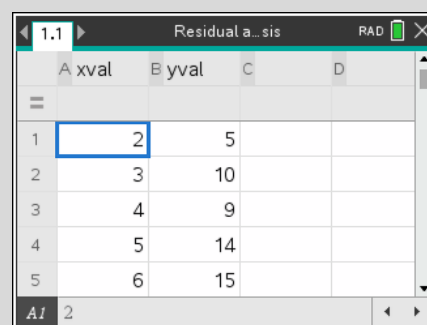 1.1 Residual a...sis RAD
A xval B yval C D
=
1 2 5
2 3 10
3 4 9
4 5 14
5 6 15
A1 2